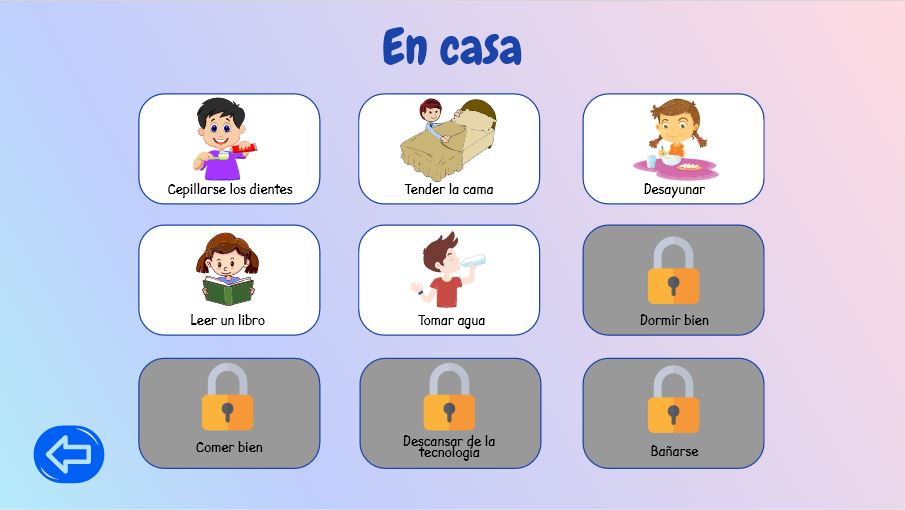 En casa
Cepillarse los dientes
Tender la cama
Desayunar
Leer un libro
Tomar agua
Dormir bien
Comer bien
Descansar de la
tecnología
Bañarse